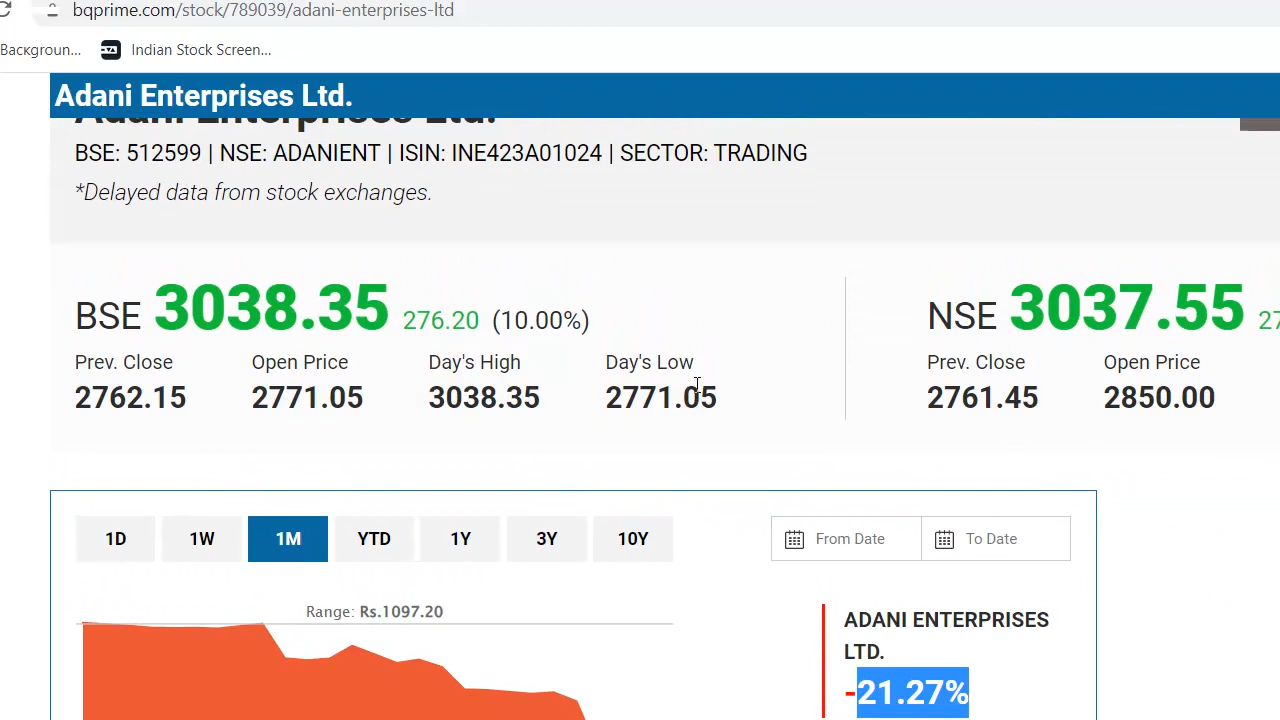 bqprime.com/stock/789039/adani-enterprises-ltd
Backgroun... Indian Stock Screen...
Adani Enterprises Ltd.
Adani Enterprises Ltd.
BSE: 512599 | NSE: ADANIENT | ISIN: INE423A01024 | SECTOR: TRADING
*Delayed data from stock exchanges.
BSE 3038.35 276.20 (10.00%)
Prev. Close Open Price Day's High Day's Low
2762.15 2771.05 3038.35 2771.05
NSE 3037.55 27
Prev. Close Open Price
2761.45 2850.00
1D 1W 1M YTD 1Y 3Y 10Y
From Date To Date
Range: Rs.1097.20
ADANI ENTERPRISES
LTD.
-21.27%